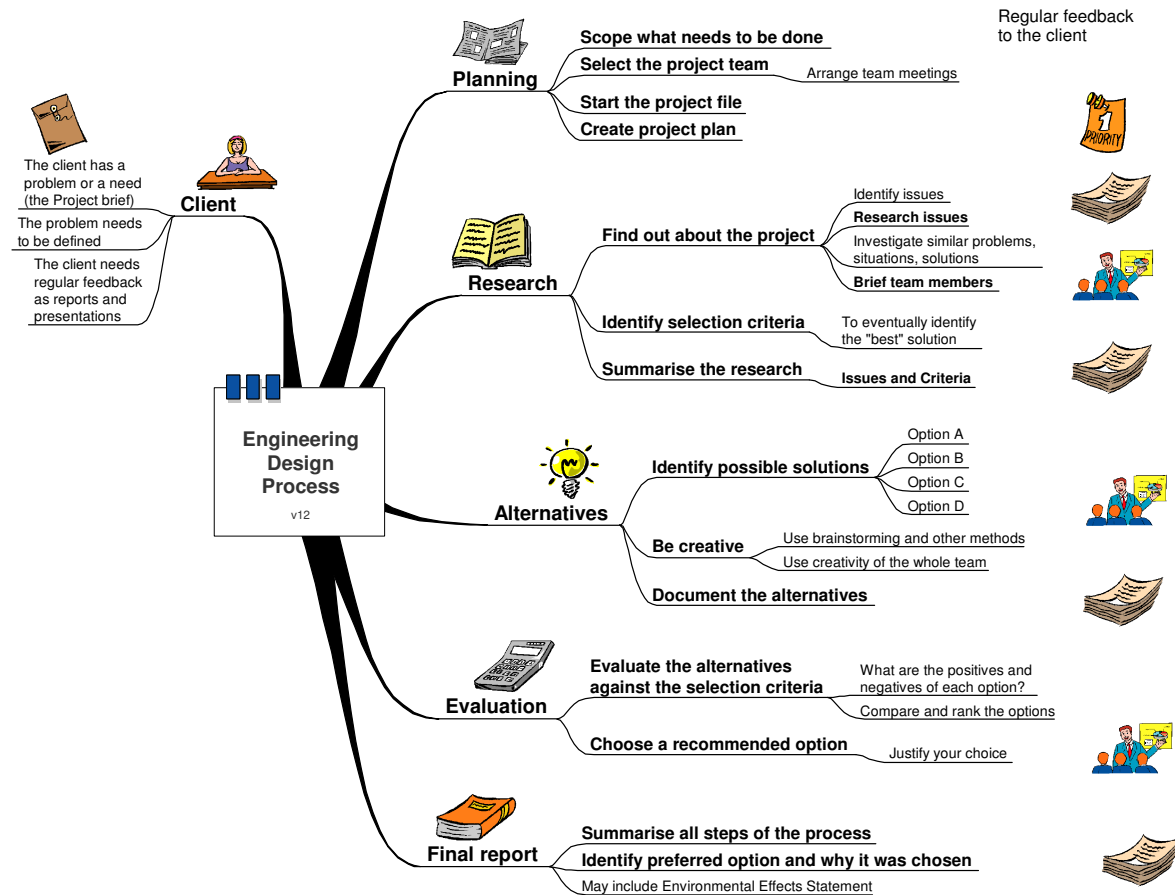 Regular feedback
to the client
1
PRIORITY
Planning
Scope what needs to be done
Select the project team
Arrange team meetings
Start the project file
Create project plan
Client
The client has a
problem or a need
(the Project brief)
The problem needs
to be defined
The client needs
regular feedback
as reports and
presentations
Research
Find out about the project
Identify issues
Research issues
Investigate similar problems,
situations, solutions
Brief team members
Identify selection criteria
To eventually identify
the "best" solution
Summarise the research
Issues and Criteria
Engineering
Design
Process
v12
Alternatives
Identify possible solutions
Option A
Option B
Option C
Option D
Be creative
Use brainstorming and other methods
Use creativity of the whole team
Document the alternatives
Evaluation
Evaluate the alternatives
against the selection criteria
What are the positives and
negatives of each option?
Compare and rank the options
Choose a recommended option
Justify your choice
Final report
Summarise all steps of the process
Identify preferred option and why it was chosen
May include Environmental Effects Statement